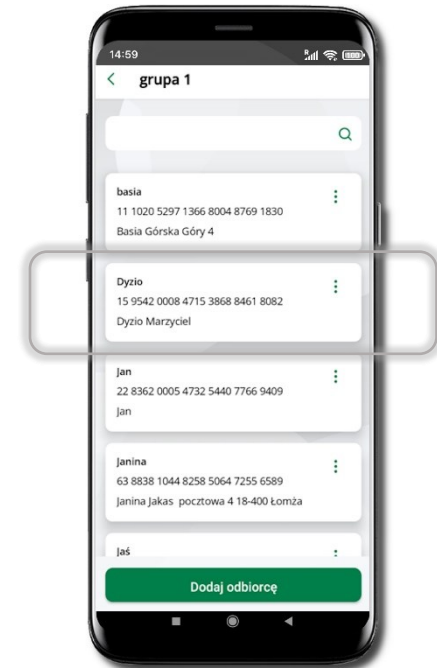 14:59
grupa 1
basia
11 1020 5297 1366 8004 8769 1830
Basia Górska Góry 4
Dyzio
15 9542 0008 4715 3868 8461 8082
Dyzio Marzyciel
Jan
22 8362 0005 4732 5440 7766 9409
Jan
Janina
63 8838 1044 8258 5064 7255 6589
Janina Jakas pocztowa 4 18-400 Łomża
Jaś
Dodaj odbiorcę